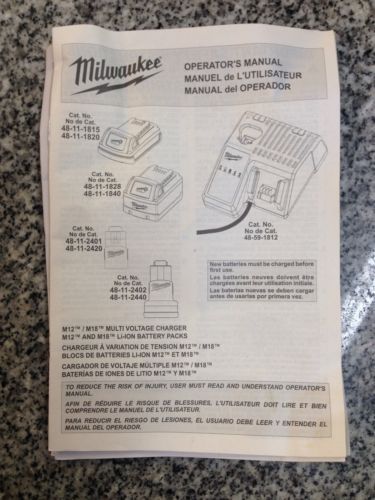 Milwaukee
OPERATOR'S MANUAL
MANUEL de L'UTILISATEUR
MANUAL del OPERADOR
Cat. No.
No de Cat.
48-11-1815
48-11-1820
Cat. No.
No de Cat.
48-11-1828
48-11-1840
Cat. No.
No de Cat.
48-11-2401
48-11-2420
Cat. No.
No de Cat.
48-11-2402
48-11-2440
Cat. No.
No de Cat.
48-59-1812
New batteries must be charged before
first use.
Les batteries neuves doivent être
chargées avant leur utilisation initiale.
Las baterías nuevas se deben cargar
antes de usarlas por primera vez.
M12™ / M18™ MULTI VOLTAGE CHARGER
M12™ AND M18™ Li-ION BATTERY PACKS
CHARGEUR À VARIATION DE TENSION M12™ / M18™
BLOCS DE BATTERIES LI-ION M12™ ET M18™
CARGADOR DE VOLTAJE MÚLTIPLE M12™ / M18™
BATERÍAS DE IONES DE LITIO M12™ Y M18™
TO REDUCE THE RISK OF INJURY, USER MUST READ AND UNDERSTAND OPERATOR'S
MANUAL.
AFIN DE RÉDUIRE LE RISQUE DE BLESSURES, L'UTILISATEUR DOIT LIRE ET BIEN
COMPRENDRE LE MANUEL DE L'UTILISATEUR.
PARA REDUCIR EL RIESGO DE LESIONES, EL USUARIO DEBE LEER Y ENTENDER EL
MANUAL DEL OPERADOR.